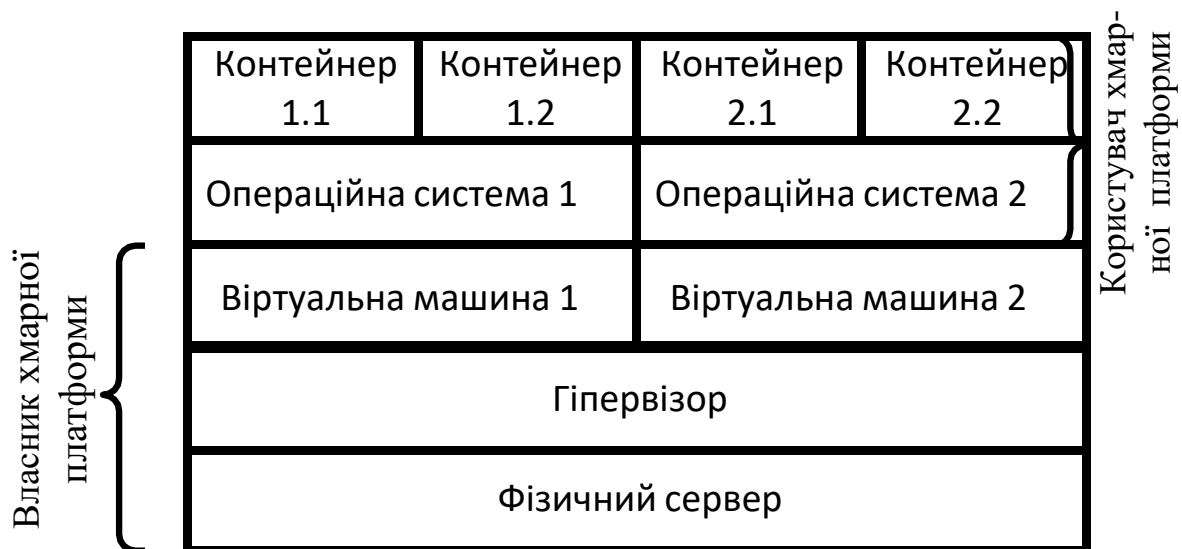 Контейнер
1.1
Контейнер
1.2
Контейнер
2.1
Контейнер
2.2
Операційна система 1
Операційна система 2
Віртуальна машина 1
Віртуальна машина 2
Гіпервізор
Фізичний сервер
Власник хмарної
платформи
Користувач хмар-
ної платформи